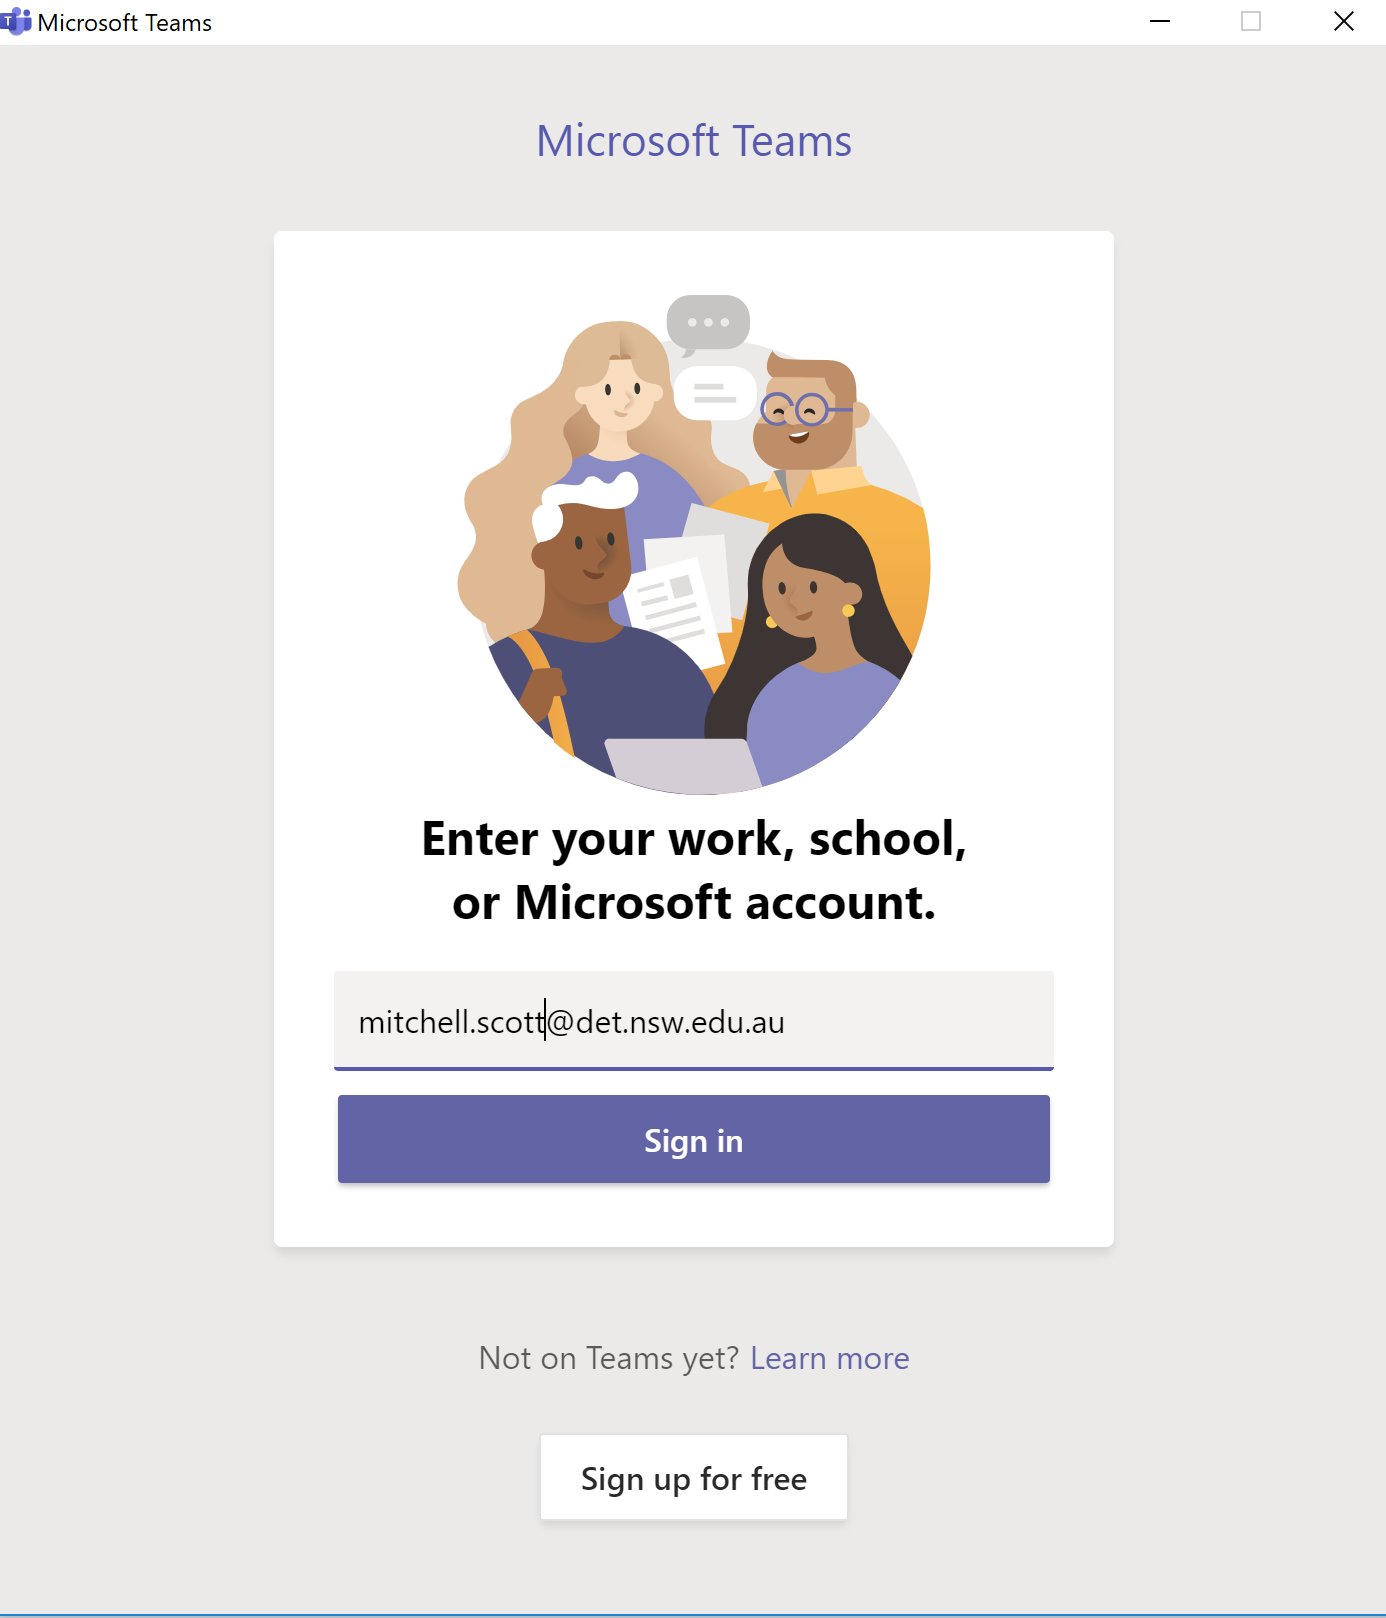 Microsoft Teams
Microsoft Teams
Enter your work, school,
or Microsoft account.
mitchell.scott@det.nsw.edu.au
Sign in
Not on Teams yet? Learn more
Sign up for free